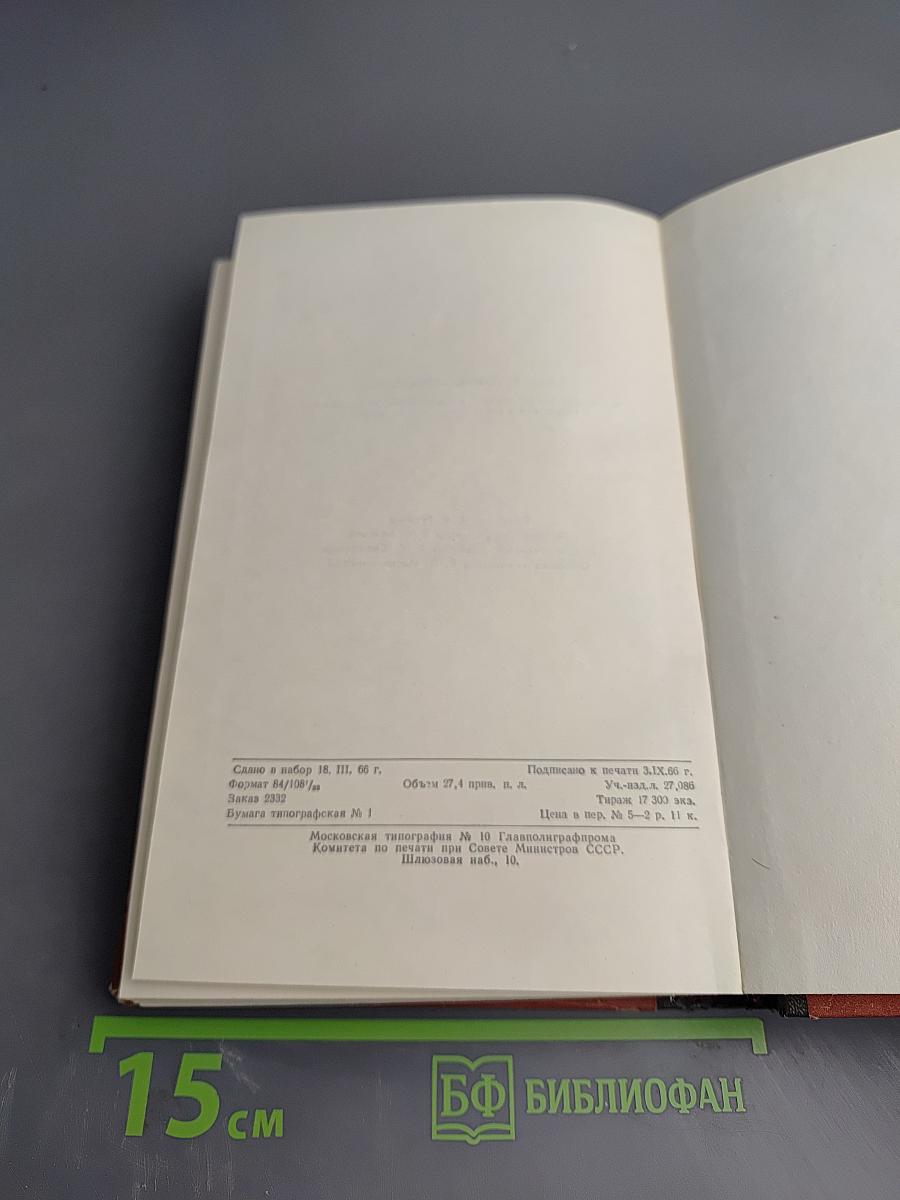 Сдано в набор 18. III. 66 г. Подписано к печати 3.IX.66 г.
Формат 84/108¹/₃₂ Объем 27,4 прив. п. л. Уч.-изд.л. 27,086
Заказ 2332 Тираж 17 300 экз.
Бумага типографская № 1 Цена в пер. № 5—2 р. 11 к.
Московская типография № 10 Главполиграфпрома
Комитета по печати при Совете Министров СССР.
Шлюзовая наб., 10.
15 см
БФ БИБЛИОФАН